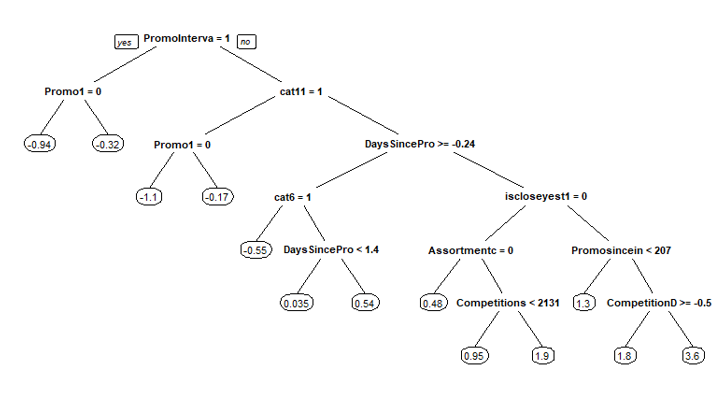 yes PromoInterva = 1 no
Promo1 = 0 cat11 = 1
-0.94 -0.32 Promo1 = 0 DaysSincePro >= -0.24
-1.1 -0.17 cat6 = 1 iscloseyest1 = 0
-0.55 DaysSincePro < 1.4 Assortmentc = 0 Promosincein < 207
0.035 0.54 0.48 Competitions < 2131 1.3 CompetitionD >= -0.5
0.95 1.9 1.8 3.6